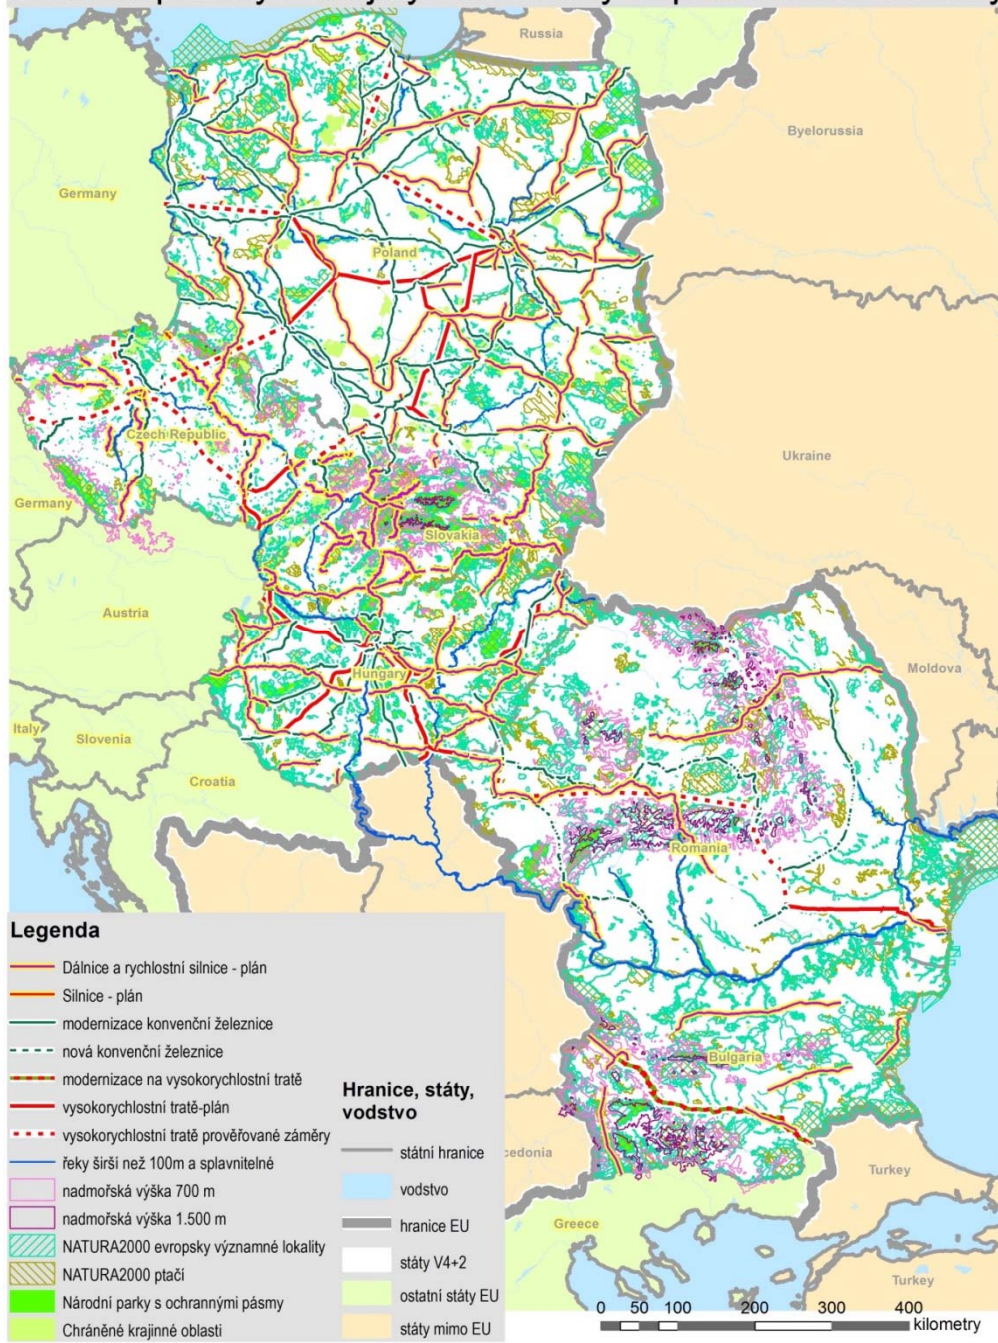 Russia
Byelorussia
Germany
Poland
Czech Republic
Ukraine
Germany
Slovakia
Austria
Moldova
Hungary
Italy
Slovenia
Croatia
Romania
Legenda
Dálnice a rychlostní silnice - plán
Silnice - plán
modernizace konvenční železnice
nová konvenční železnice
modernizace na vysokorychlostní tratě
vysokorychlostní tratě-plán
vysokorychlostní tratě prověřované záměry
řeky širší než 100m a splavnitelné
nadmořská výška 700 m
nadmořská výška 1.500 m
NATURA2000 evropsky významné lokality
NATURA2000 ptačí
Národní parky s ochrannými pásmy
Chráněné krajinné oblasti
Hranice, státy,
vodstvo
státní hranice
vodstvo
hranice EU
státy V4+2
ostatní státy EU
státy mimo EU
Bulgaria
cedonia
Turkey
Greece
Turkey
0 50 100 200 300 400
kilometry